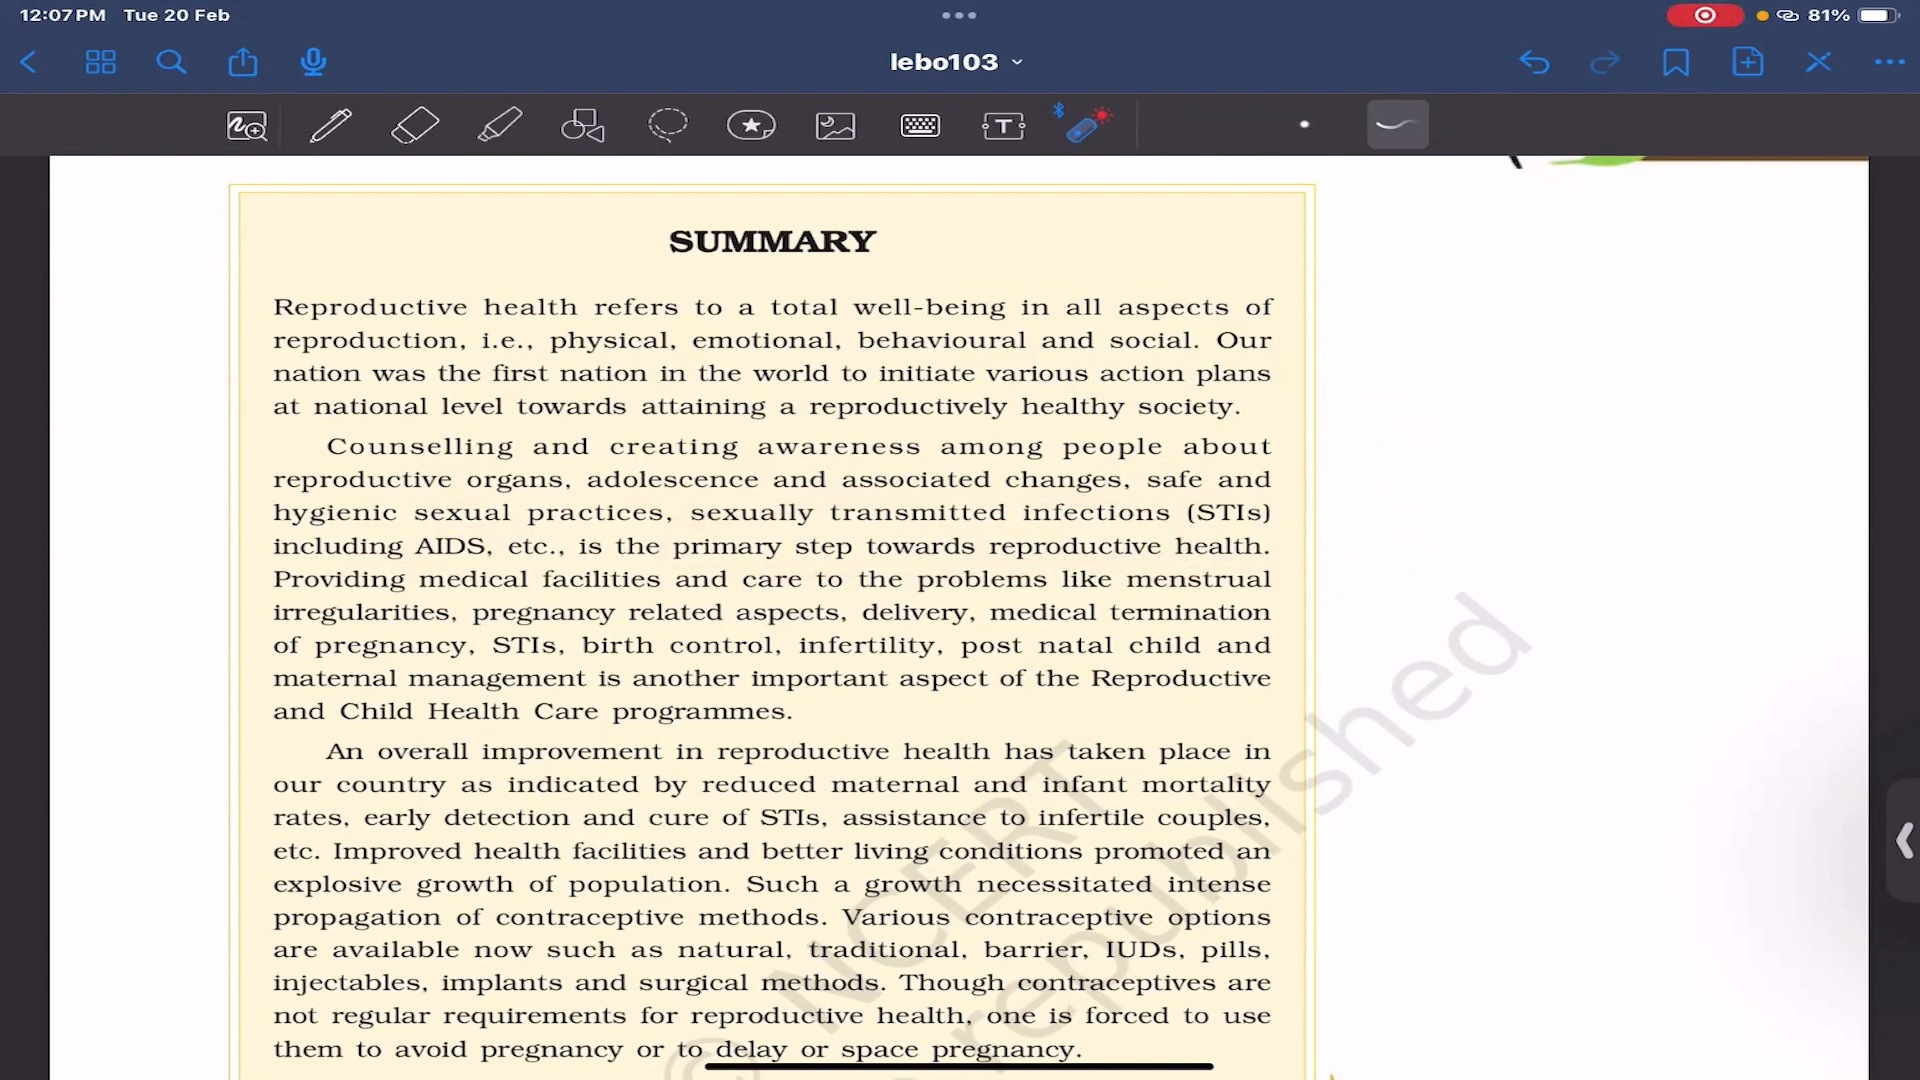 12:07 PM Tue 20 Feb
81%
lebo103
T
SUMMARY
Reproductive health refers to a total well-being in all aspects of
reproduction, i.e., physical, emotional, behavioural and social. Our
nation was the first nation in the world to initiate various action plans
at national level towards attaining a reproductively healthy society.
Counselling and creating awareness among people about
reproductive organs, adolescence and associated changes, safe and
hygienic sexual practices, sexually transmitted infections (STIs)
including AIDS, etc., is the primary step towards reproductive health.
Providing medical facilities and care to the problems like menstrual
irregularities, pregnancy related aspects, delivery, medical termination
of pregnancy, STIs, birth control, infertility, post natal child and
maternal management is another important aspect of the Reproductive
and Child Health Care programmes.
An overall improvement in reproductive health has taken place in
our country as indicated by reduced maternal and infant mortality
rates, early detection and cure of STIs, assistance to infertile couples,
etc. Improved health facilities and better living conditions promoted an
explosive growth of population. Such a growth necessitated intense
propagation of contraceptive methods. Various contraceptive options
are available now such as natural, traditional, barrier, IUDs, pills,
injectables, implants and surgical methods. Though contraceptives are
not regular requirements for reproductive health, one is forced to use
them to avoid pregnancy or to delay or space pregnancy.
© NCERT
republished